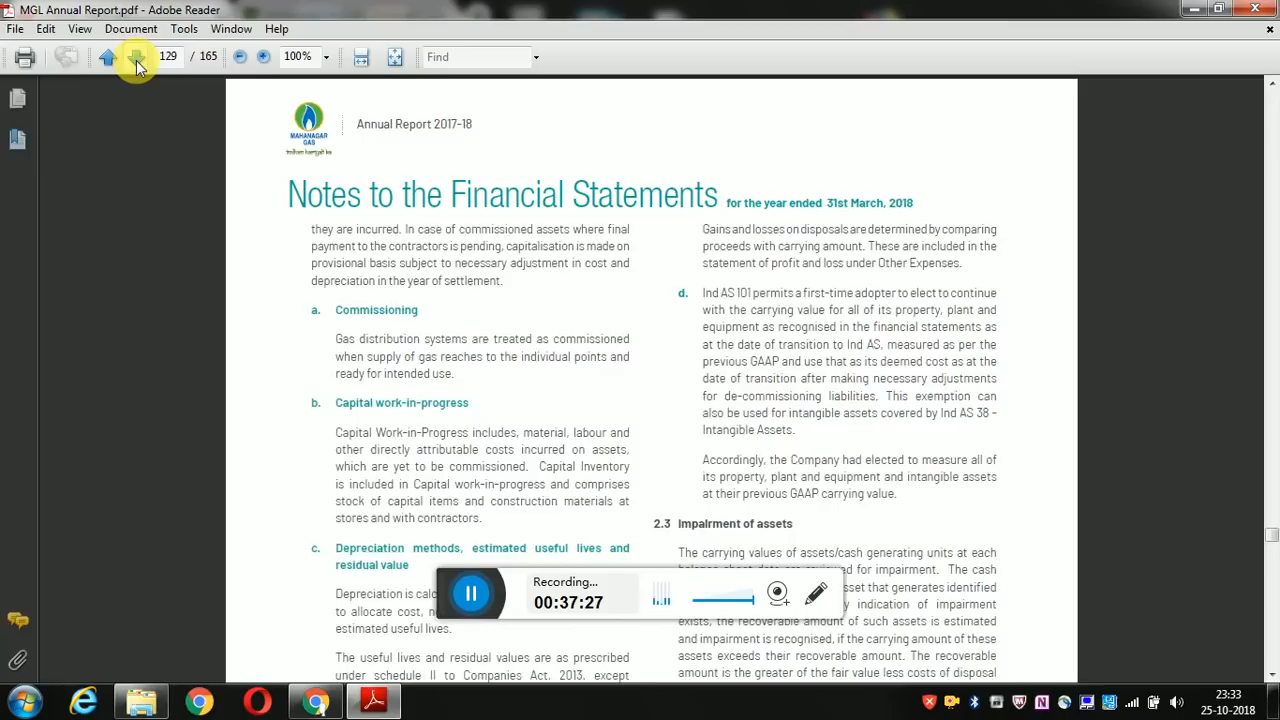 MGL Annual Report.pdf - Adobe Reader
File Edit View Document Tools Window Help
129 / 165 100% Find
MAHANAGAR
GAS
Annual Report 2017-18
Notes to the Financial Statements for the year ended 31st March, 2018
they are incurred. In case of commissioned assets where final
payment to the contractors is pending, capitalisation is made on
provisional basis subject to necessary adjustment in cost and
depreciation in the year of settlement.
a. Commissioning
Gas distribution systems are treated as commissioned
when supply of gas reaches to the individual points and
ready for intended use.
b. Capital work-in-progress
Capital Work-in-Progress includes, material, labour and
other directly attributable costs incurred on assets,
which are yet to be commissioned. Capital Inventory
is included in Capital work-in-progress and comprises
stock of capital items and construction materials at
stores and with contractors.
c. Depreciation methods, estimated useful lives and
residual value
Depreciation is calc
to allocate cost, n
estimated useful lives.
The useful lives and residual values are as prescribed
under schedule II to Companies Act, 2013, except
Gains and losses on disposals are determined by comparing
proceeds with carrying amount. These are included in the
statement of profit and loss under Other Expenses.
d. Ind AS 101 permits a first-time adopter to elect to continue
with the carrying value for all of its property, plant and
equipment as recognised in the financial statements as
at the date of transition to Ind AS, measured as per the
previous GAAP and use that as its deemed cost as at the
date of transition after making necessary adjustments
for de-commissioning liabilities. This exemption can
also be used for intangible assets covered by Ind AS 38 -
Intangible Assets.
Accordingly, the Company had elected to measure all of
its property, plant and equipment and intangible assets
at their previous GAAP carrying value.
2.3 Impairment of assets
The carrying values of assets/cash generating units at each
for impairment. The cash
asset that generates identified
indication of impairment
exists, the recoverable amount of such assets is estimated
and impairment is recognised, if the carrying amount of these
assets exceeds their recoverable amount. The recoverable
amount is the greater of the fair value less costs of disposal
Recording...
00:37:27
23:33
25-10-2018